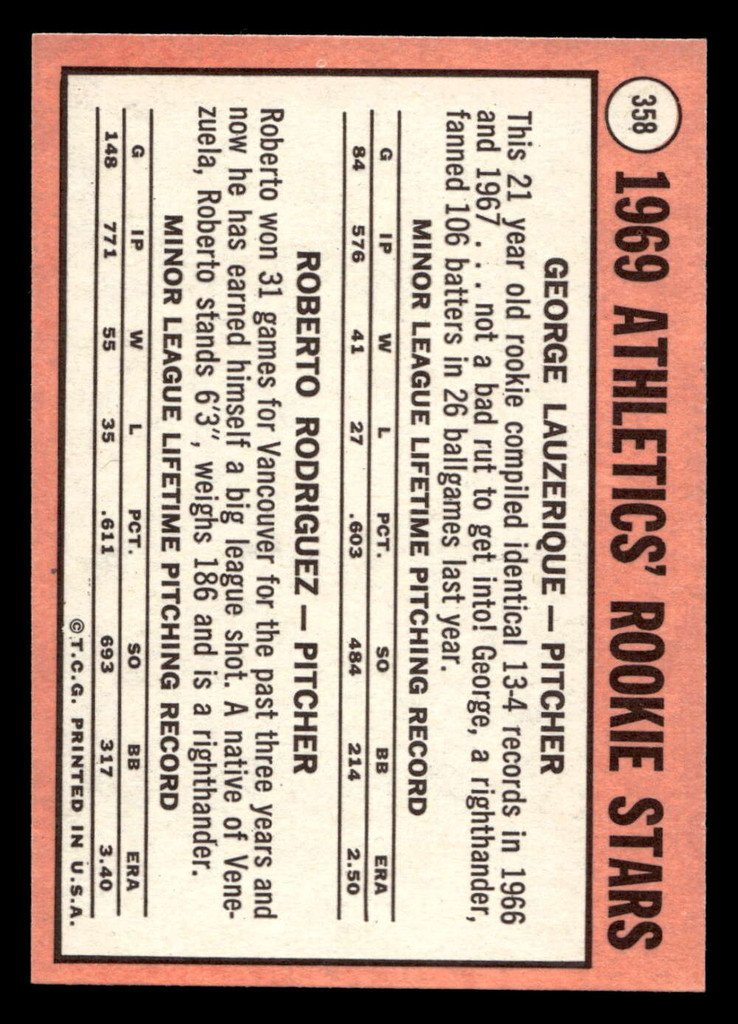 358
1969 ATHLETICS' ROOKIE STARS
GEORGE LAUZERIQUE — PITCHER
This 21 year old rookie compiled identical 13-4 records in 1966
and 1967 . . . not a bad rut to get into! George, a righthander,
fanned 106 batters in 26 ballgames last year.
MINOR LEAGUE LIFETIME PITCHING RECORD
G IP W L PCT. SO BB ERA
84 576 41 27 .603 484 214 2.50
ROBERTO RODRIGUEZ — PITCHER
Roberto won 31 games for Vancouver for the past three years and
now he has earned himself a big league shot. A native of Vene-
zuela, Roberto stands 6'3", weighs 186 and is a righthander.
MINOR LEAGUE LIFETIME PITCHING RECORD
G IP W L PCT. SO BB ERA
148 771 55 35 .611 693 317 3.40
© T.C.G. PRINTED IN U.S.A.